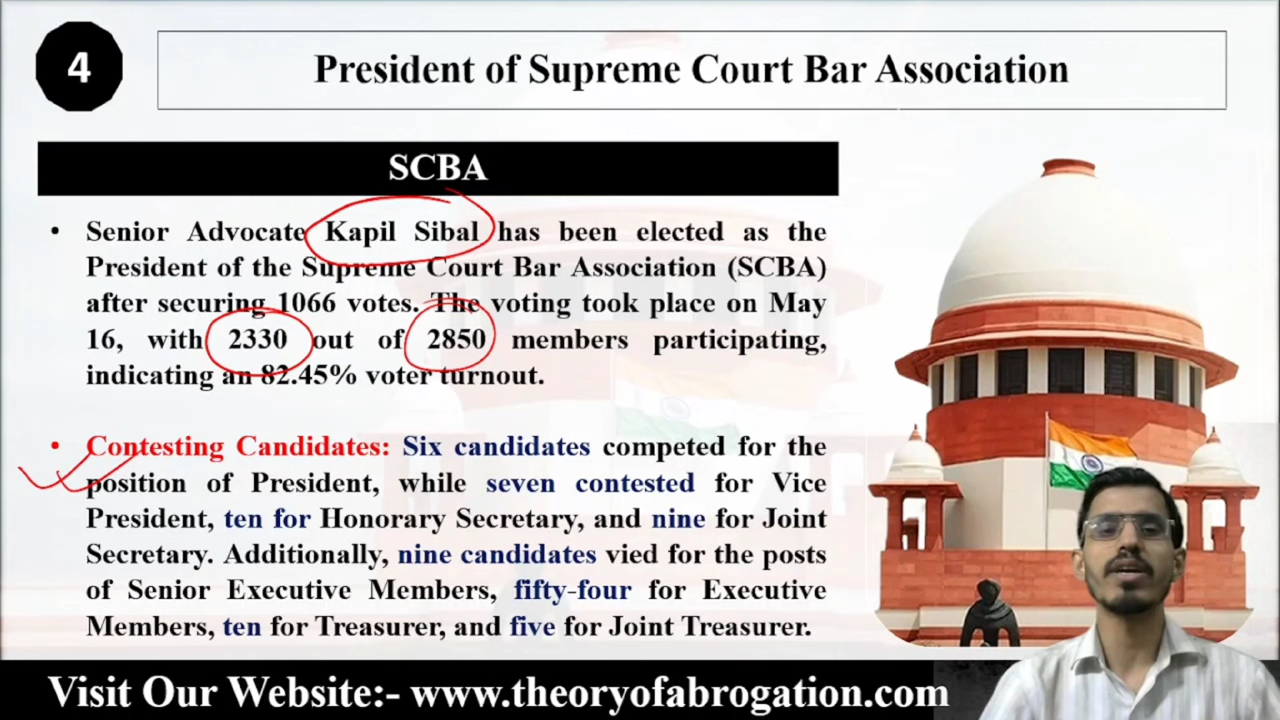 4
President of Supreme Court Bar Association
SCBA
• Senior Advocate Kapil Sibal has been elected as the
President of the Supreme Court Bar Association (SCBA)
after securing 1066 votes. The voting took place on May
16, with 2330 out of 2850 members participating,
indicating an 82.45% voter turnout.
• Contesting Candidates: Six candidates competed for the
position of President, while seven contested for Vice
President, ten for Honorary Secretary, and nine for Joint
Secretary. Additionally, nine candidates vied for the posts
of Senior Executive Members, fifty-four for Executive
Members, ten for Treasurer, and five for Joint Treasurer.
Visit Our Website:- www.theoryofabrogation.com